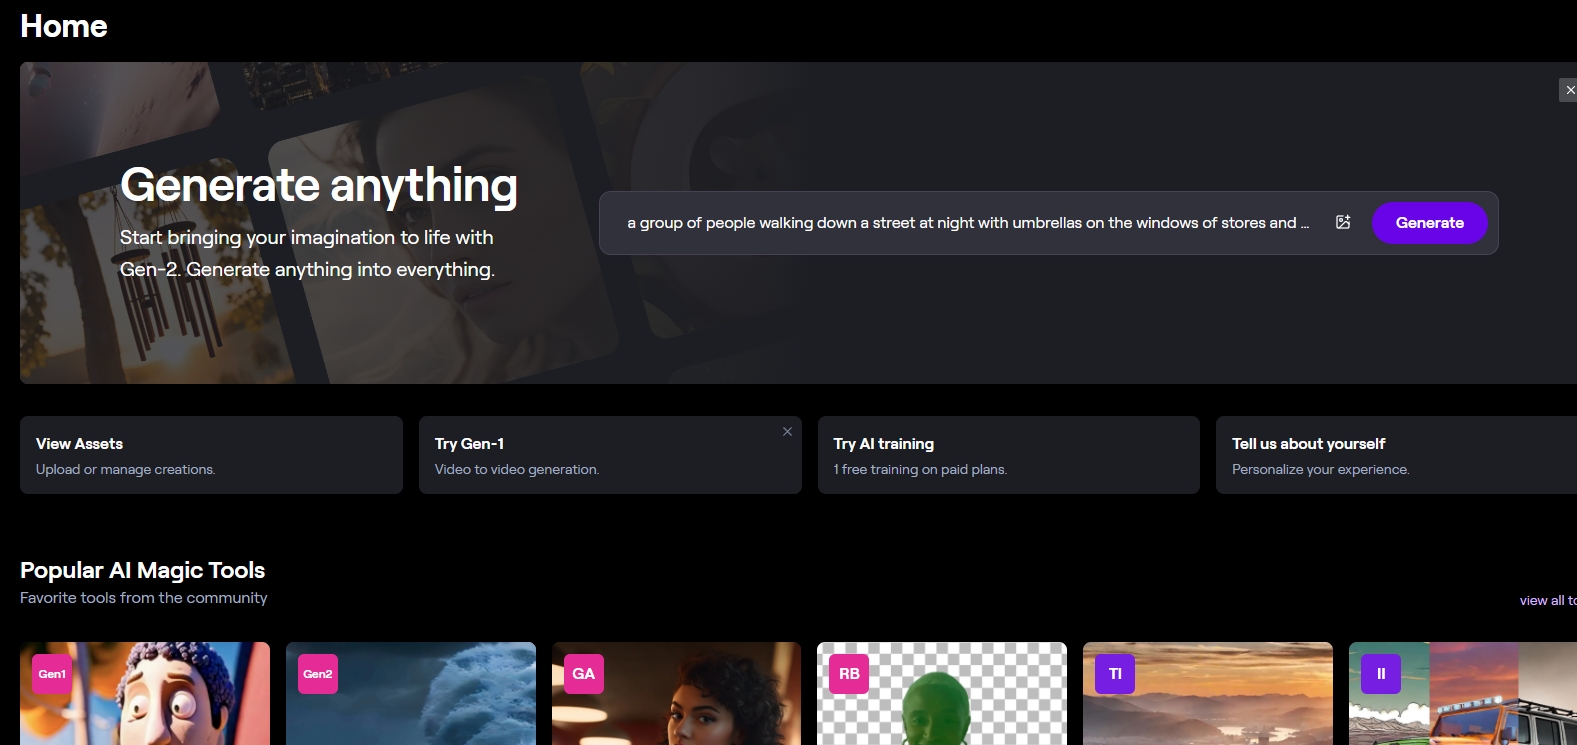 Home
Generate anything
Start bringing your imagination to life with
Gen-2. Generate anything into everything.
a group of people walking down a street at night with umbrellas on the windows of stores and ...
Generate
View Assets
Upload or manage creations.
Try Gen-1
Video to video generation.
Try AI training
1 free training on paid plans.
Tell us about yourself
Personalize your experience.
Popular AI Magic Tools
Favorite tools from the community
view all
Gen1
Gen2
GA
RB
TI
II